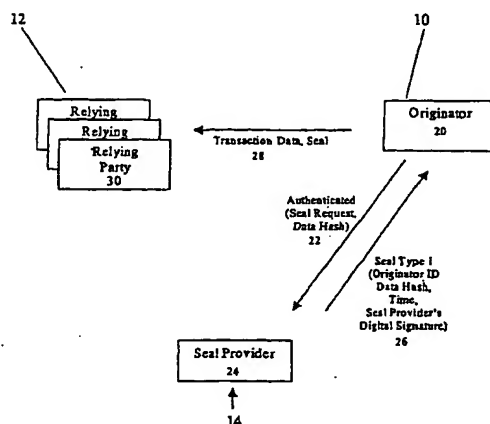 12
10
Relying
Relying
Relying
Party
30
Originator
20
Transaction Data, Seal
28
Authenticated
(Seal Request,
Data Hash)
22
Seal Type I
(Originator ID
Data Hash,
Time,
Seal Provider's
Digital Signature)
26
Seal Provider
24
14